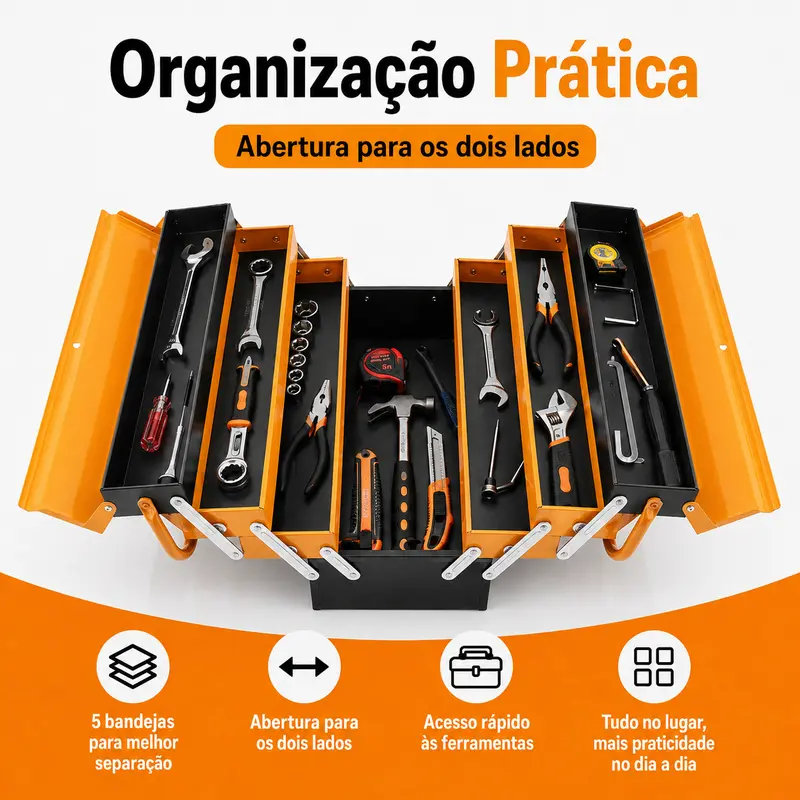 Organização Prática
Abertura para os dois lados
5 bandejas
para melhor
separação
Abertura para
os dois lados
Acesso rápido
às ferramentas
Tudo no lugar,
mais praticidade
no dia a dia